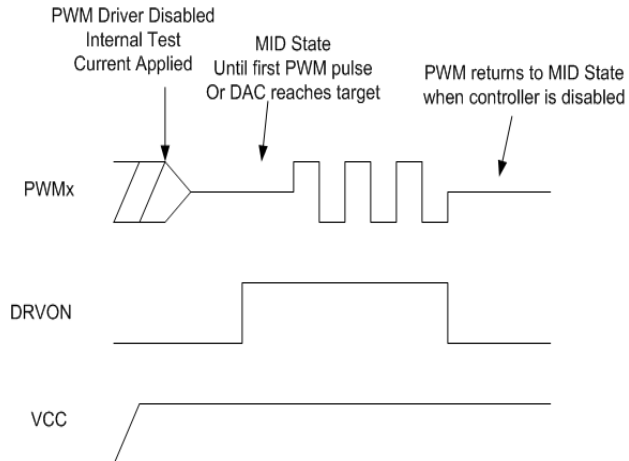 PWM Driver Disabled
Internal Test
Current Applied
MID State
Until first PWM pulse
Or DAC reaches target
PWM returns to MID State
when controller is disabled
PWMx
DRVON
VCC